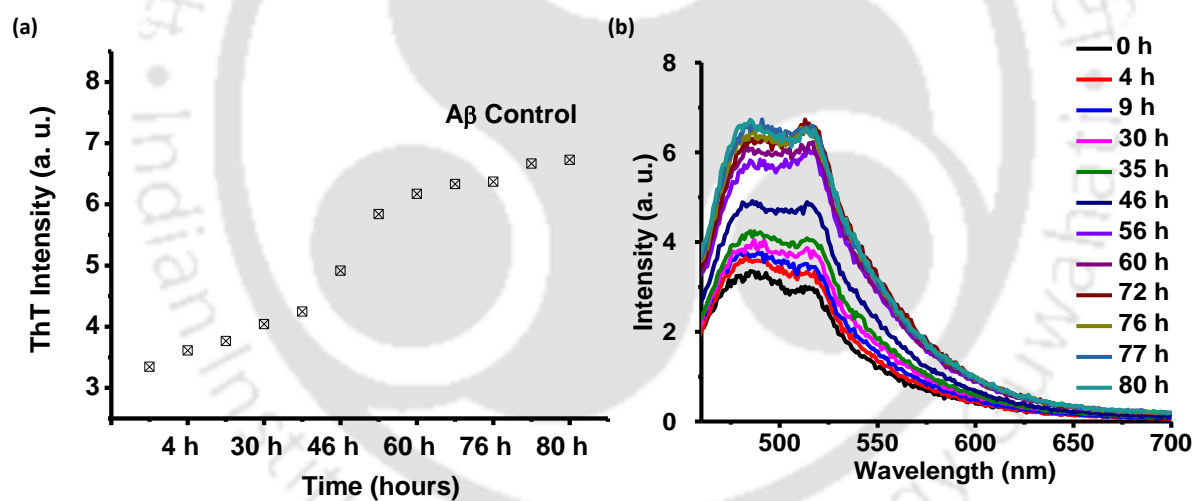 (a)
8
7
6
5
4
3
ThT Intensity (a. u.)
Aβ Control
4 h 30 h 46 h 60 h 76 h 80 h
Time (hours)
(b)
8
6
4
2
0
Intensity (a. u.)
500 550 600 650 700
Wavelength (nm)
0 h
4 h
9 h
30 h
35 h
46 h
56 h
60 h
72 h
76 h
77 h
80 h
Indian Instit